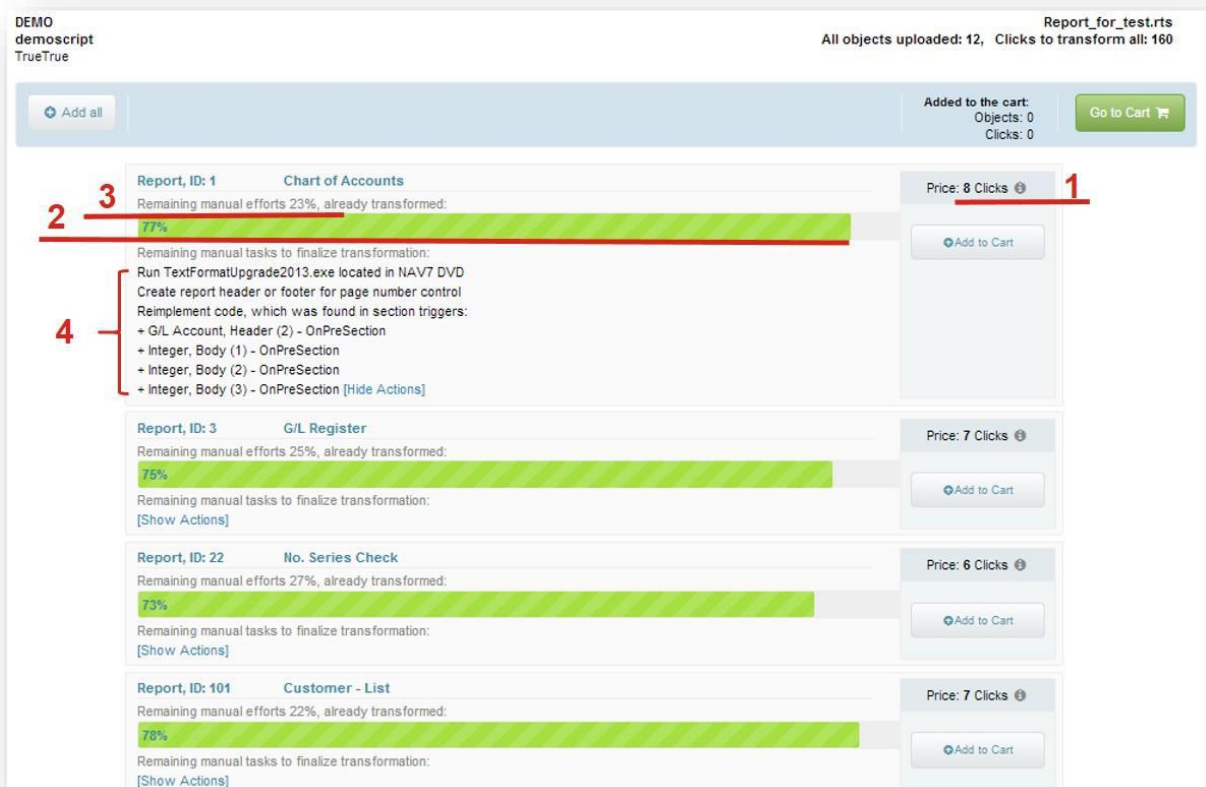 DEMO
demoscript
TrueTrue
Report_for_test.rts
All objects uploaded: 12, Clicks to transform all: 160
Add all
Added to the cart:
Objects: 0
Clicks: 0
Go to Cart
Report, ID: 1 Chart of Accounts
Remaining manual efforts 23%, already transformed:
77%
Remaining manual tasks to finalize transformation:
Run TextFormatUpgrade2013.exe located in NAV7 DVD
Create report header or footer for page number control
Reimplement code, which was found in section triggers:
+ G/L Account, Header (2) - OnPreSection
+ Integer, Body (1) - OnPreSection
+ Integer, Body (2) - OnPreSection
+ Integer, Body (3) - OnPreSection [Hide Actions]
Price: 8 Clicks
Add to Cart
1
2
3
4
Report, ID: 3 G/L Register
Remaining manual efforts 25%, already transformed:
75%
Remaining manual tasks to finalize transformation:
[Show Actions]
Price: 7 Clicks
Add to Cart
Report, ID: 22 No. Series Check
Remaining manual efforts 27%, already transformed:
73%
Remaining manual tasks to finalize transformation:
[Show Actions]
Price: 6 Clicks
Add to Cart
Report, ID: 101 Customer - List
Remaining manual efforts 22%, already transformed:
78%
Remaining manual tasks to finalize transformation:
[Show Actions]
Price: 7 Clicks
Add to Cart